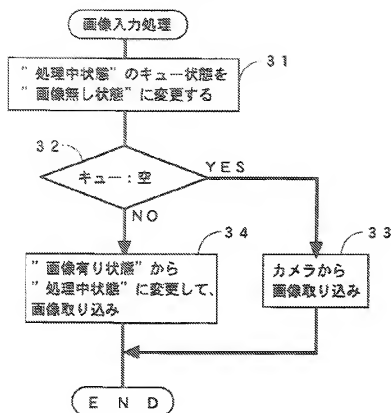 画像入力処理
31
"処理中状態"のキュー状態を
"画像無し状態"に変更する
32
キュー:空
YES
NO
34
"画像有り状態"から
"処理中状態"に変更して、
画像取り込み
33
カメラから
画像取り込み
END